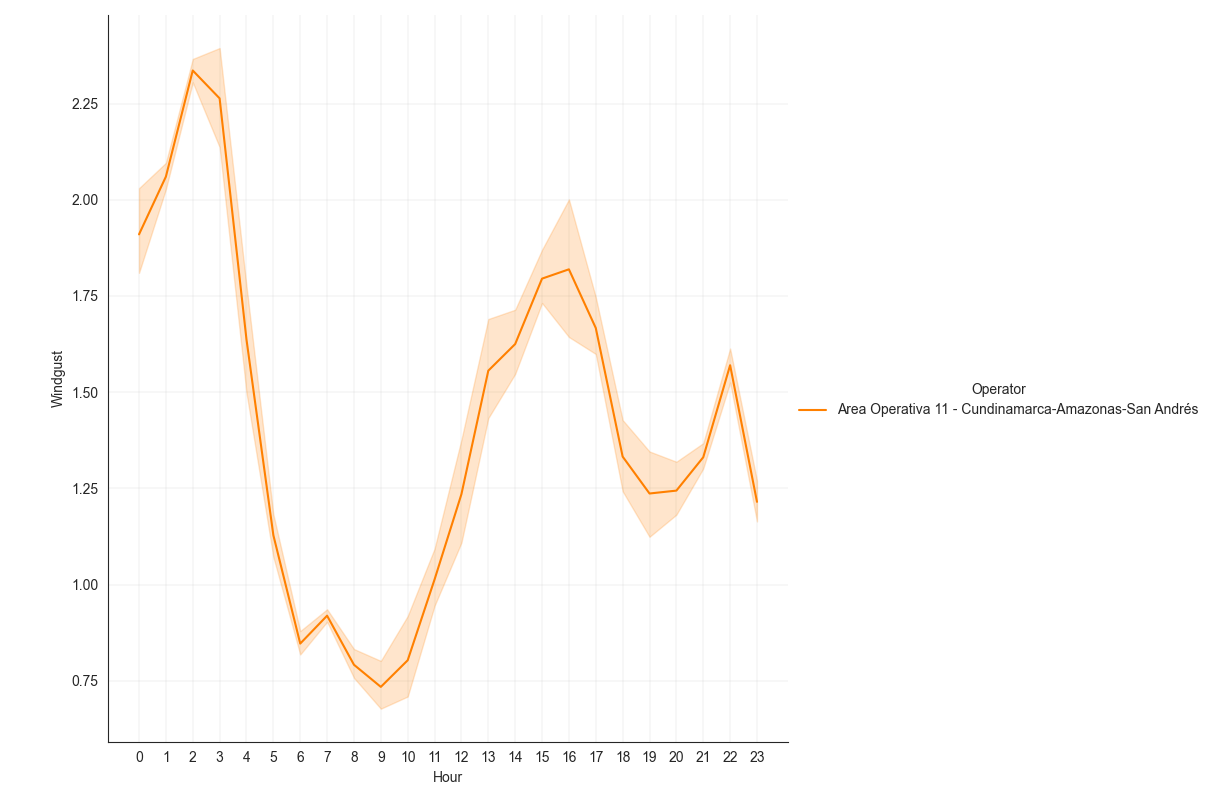 2.25
2.00
1.75
1.50
1.25
1.00
0.75
Windgust
0 1 2 3 4 5 6 7 8 9 10 11 12 13 14 15 16 17 18 19 20 21 22 23
Hour
Operator
Area Operativa 11 - Cundinamarca-Amazonas-San Andrés